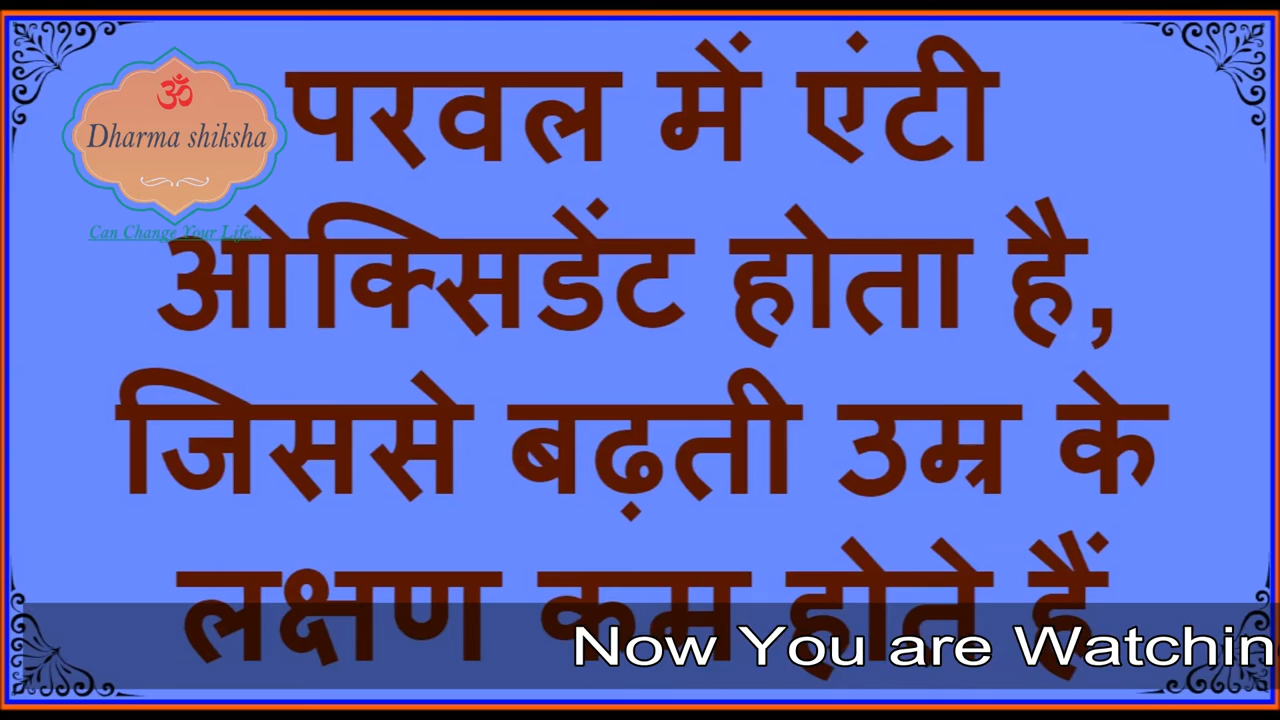 ॐ
Dharma shiksha
Can Change Your Life...
परवल में एंटी
ओक्सिडेंट होता है,
जिससे बढ़ती उम्र के
लक्षण कम होते हैं
Now You are Watchin